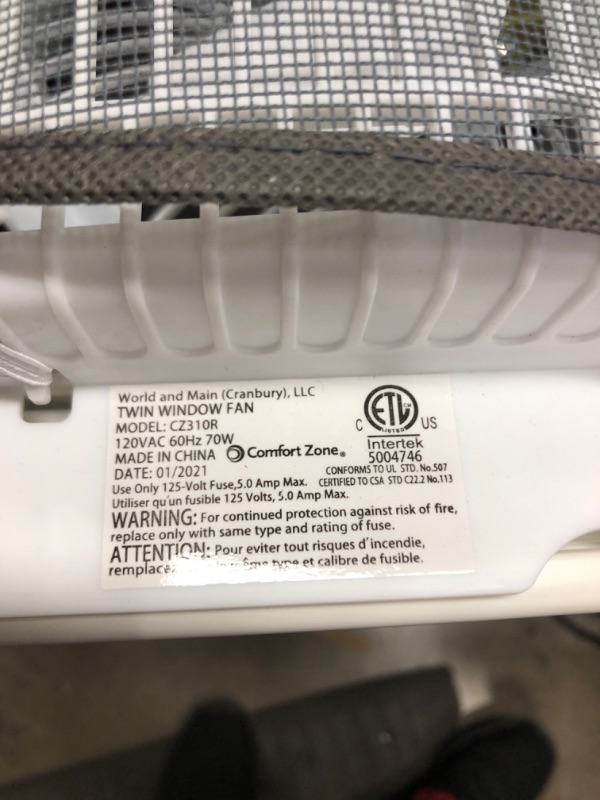 World and Main (Cranbury), LLC
TWIN WINDOW FAN
MODEL: CZ310R
120VAC 60Hz 70W
MADE IN CHINA Comfort Zone®
DATE: 01/2021
C ETL US
LISTED
Intertek
5004746
CONFORMS TO UL STD. No.507
CERTIFIED TO CSA STD C22.2 No.113
Use Only 125-Volt Fuse,5.0 Amp Max.
Utiliser qu'un fusible 125 Volts, 5.0 Amp Max.
WARNING: For continued protection against risk of fire,
replace only with same type and rating of fuse.
ATTENTION: Pour eviter tout risques d'incendie,
même type et calibre de fusible.